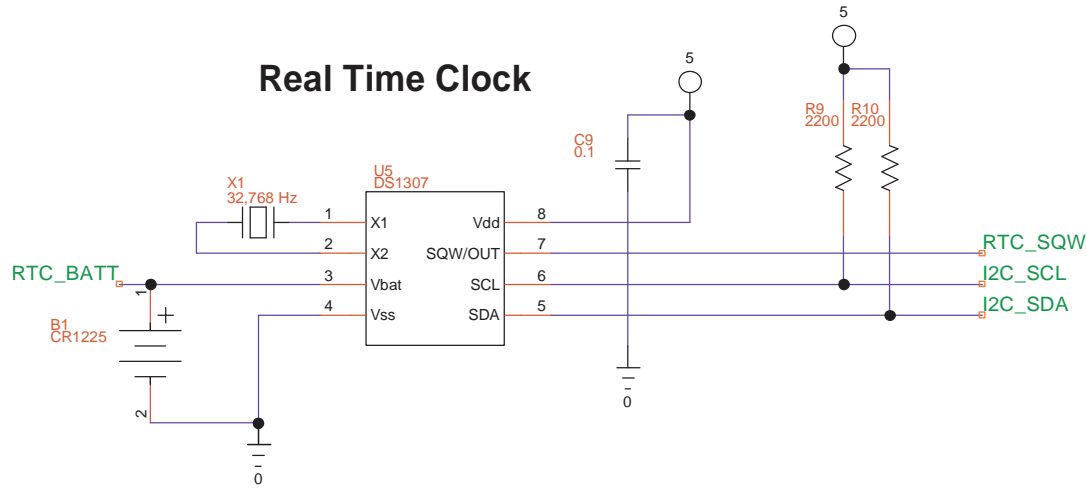 5
5
Real Time Clock
R9
2200
R10
2200
C9
0.1
U5
DS1307
X1
32,768 Hz
1
X1
Vdd
8
2
X2
SQW/OUT
7
RTC_SQW
RTC_BATT
3
Vbat
SCL
6
I2C_SCL
1
4
Vss
SDA
5
I2C_SDA
+
B1
CR1225
2
0
0